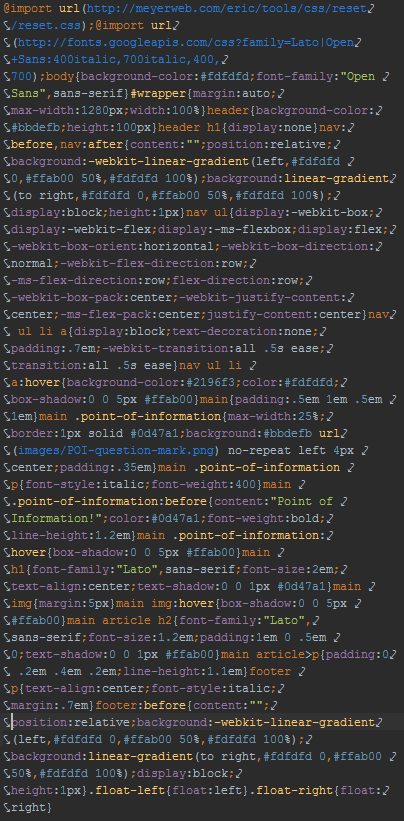 @import url(http://meyerweb.com/eric/tools/css/reset
/reset.css);@import url
(http://fonts.googleapis.com/css?family=Lato|Open
+Sans:400italic,700italic,400,
700);body{background-color:#fdfdfd;font-family:"Open 
Sans",sans-serif}#wrapper{margin:auto;
max-width:1280px;width:100%}header{background-color:
#bbdefb;height:100px}header h1{display:none}nav:
before,nav:after{content:"";position:relative;
background:-webkit-linear-gradient(left,#fdfdfd 
0,#ffab00 50%,#fdfdfd 100%);background:linear-gradient
(to right,#fdfdfd 0,#ffab00 50%,#fdfdfd 100%);
display:block;height:1px}nav ul{display:-webkit-box;
display:-webkit-flex;display:-ms-flexbox;display:flex;
-webkit-box-orient:horizontal;-webkit-box-direction:
normal;-webkit-flex-direction:row;
-ms-flex-direction:row;flex-direction:row;
-webkit-box-pack:center;-webkit-justify-content:
center;-ms-flex-pack:center;justify-content:center}nav
 ul li a{display:block;text-decoration:none;
padding:.7em;-webkit-transition:all .5s ease;
transition:all .5s ease}nav ul li 
a:hover{background-color:#2196f3;color:#fdfdfd;
box-shadow:0 0 5px #ffab00}main{padding:.5em 1em .5em 
1em}main .point-of-information{max-width:25%;
border:1px solid #0d47a1;background:#bbdefb url
(images/POI-question-mark.png) no-repeat left 4px 
center;padding:.35em}main .point-of-information 
p{font-style:italic;font-weight:400}main 
.point-of-information:before{content:"Point of 
Information!";color:#0d47a1;font-weight:bold;
line-height:1.2em}main .point-of-information:
hover{box-shadow:0 0 5px #ffab00}main 
h1{font-family:"Lato",sans-serif;font-size:2em;
text-align:center;text-shadow:0 0 1px #0d47a1}main 
img{margin:5px}main img:hover{box-shadow:0 0 5px 
#ffab00}main article h2{font-family:"Lato",
sans-serif;font-size:1.2em;padding:1em 0 .5em 
0;text-shadow:0 0 1px #ffab00}main article>p{padding:0
 .2em .4em .2em;line-height:1.1em}footer 
p{text-align:center;font-style:italic;
margin:.7em}footer:before{content:"";
position:relative;background:-webkit-linear-gradient
(left,#fdfdfd 0,#ffab00 50%,#fdfdfd 100%);
background:linear-gradient(to right,#fdfdfd 0,#ffab00 
50%,#fdfdfd 100%);display:block;
height:1px}.float-left{float:left}.float-right{float:
right}